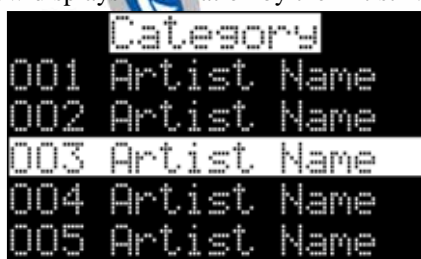 Category
001 Artist Name
002 Artist Name
003 Artist Name
004 Artist Name
005 Artist Name